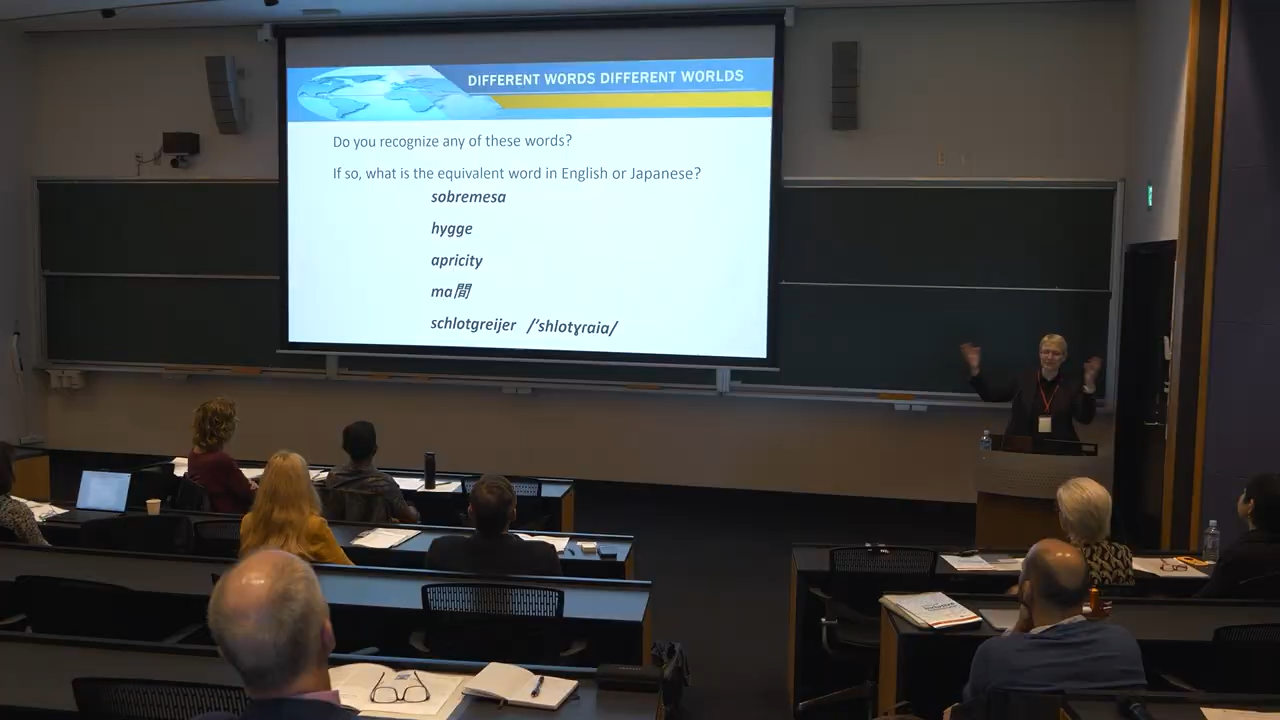 DIFFERENT WORDS DIFFERENT WORLDS
Do you recognize any of these words?
If so, what is the equivalent word in English or Japanese?
sobremesa
hygge
apricity
ma間
schlotgreijer /’shlotɣraia/